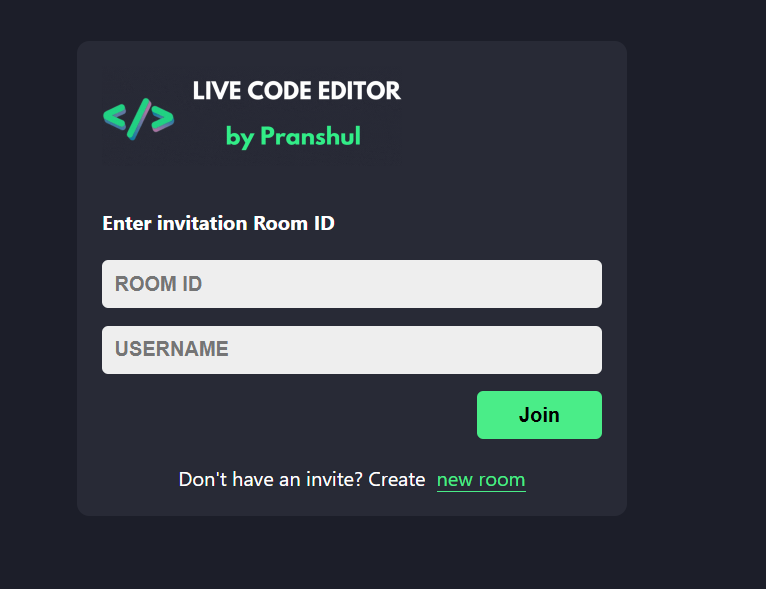 </>
LIVE CODE EDITOR
by Pranshul
Enter invitation Room ID
ROOM ID
USERNAME
Join
Don't have an invite? Create new room